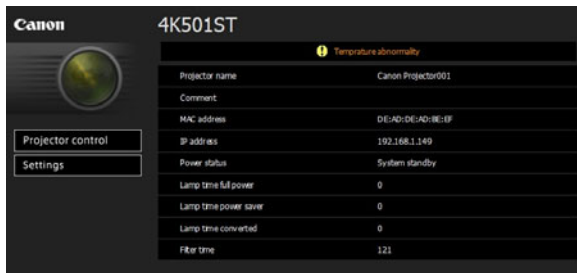 Canon
4K501ST
Temprature abnormality
Projector name Canon Projector001
Comment
MAC address DE:AD:DE:AD:BE:EF
Projector control
IP address 192.168.1.149
Settings
Power status System standby
Lamp time full power 0
Lamp time power saver 0
Lamp time converted 0
Filter time 121